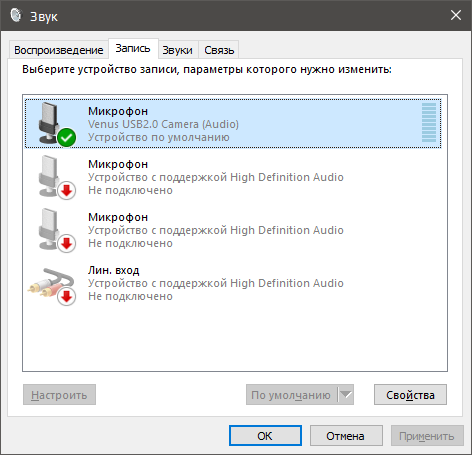 Звук
Воспроизведение Запись Звуки Связь
Выберите устройство записи, параметры которого нужно изменить:
Микрофон
Venus USB2.0 Camera (Audio)
Устройство по умолчанию
Микрофон
Устройство с поддержкой High Definition Audio
Не подключено
Микрофон
Устройство с поддержкой High Definition Audio
Не подключено
Лин. вход
Устройство с поддержкой High Definition Audio
Не подключено
Настроить По умолчанию Свойства
ОК Отмена Применить